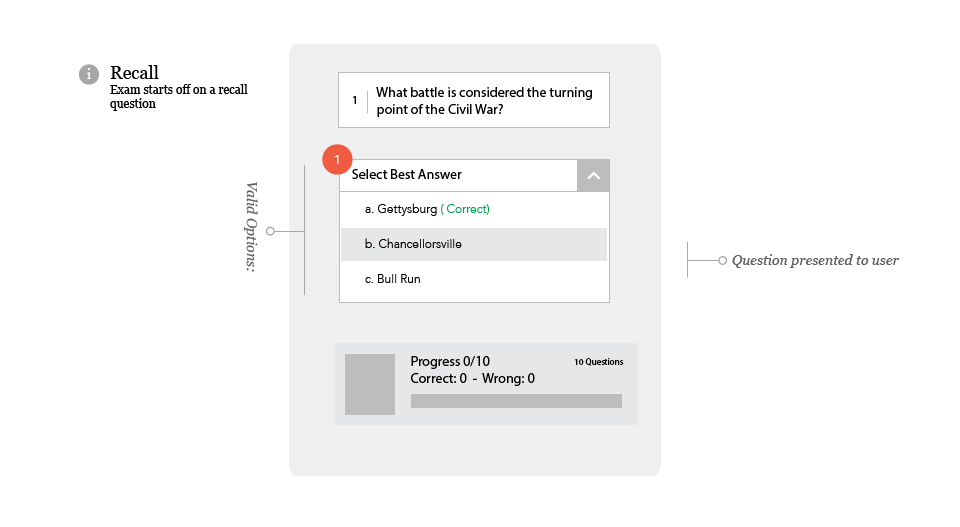 i
Recall
Exam starts off on a recall
question
1
What battle is considered the turning
point of the Civil War?
1
Select Best Answer
a. Gettysburg ( Correct)
b. Chancellorsville
c. Bull Run
Valid Options:
Question presented to user
Progress 0/10
10 Questions
Correct: 0 - Wrong: 0